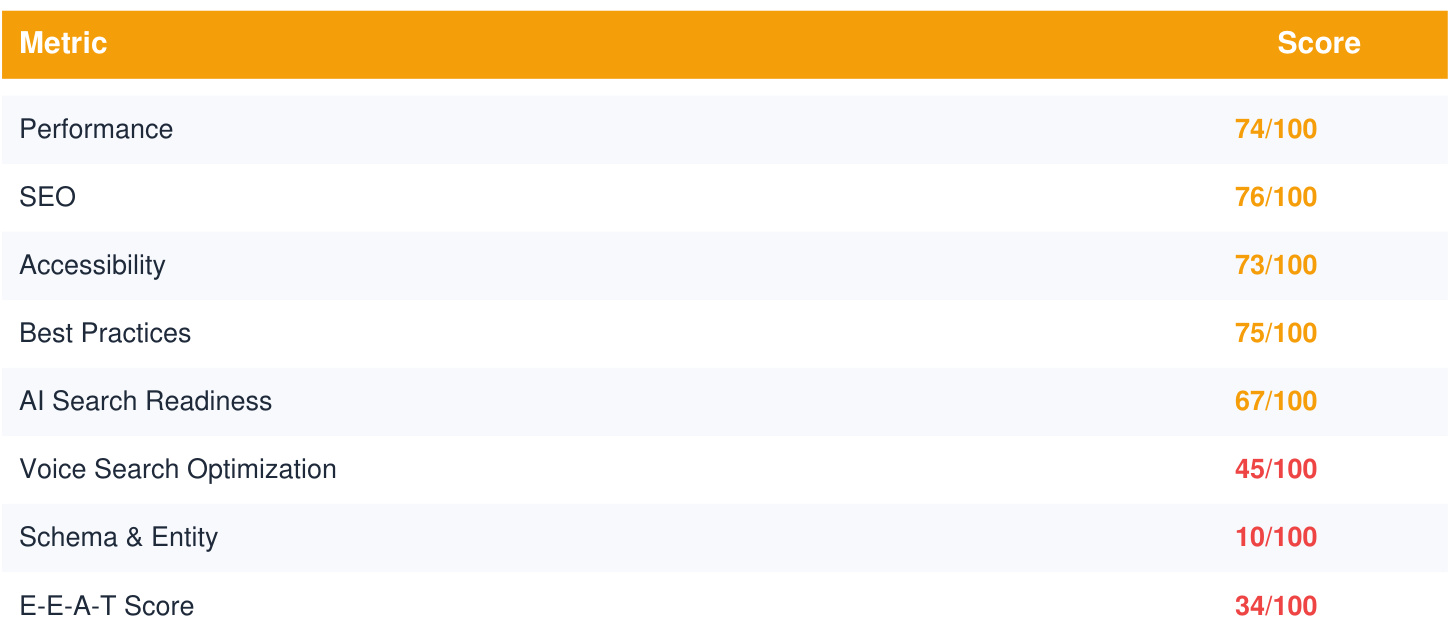 Metric Score
Performance 74/100
SEO 76/100
Accessibility 73/100
Best Practices 75/100
AI Search Readiness 67/100
Voice Search Optimization 45/100
Schema & Entity 10/100
E-E-A-T Score 34/100